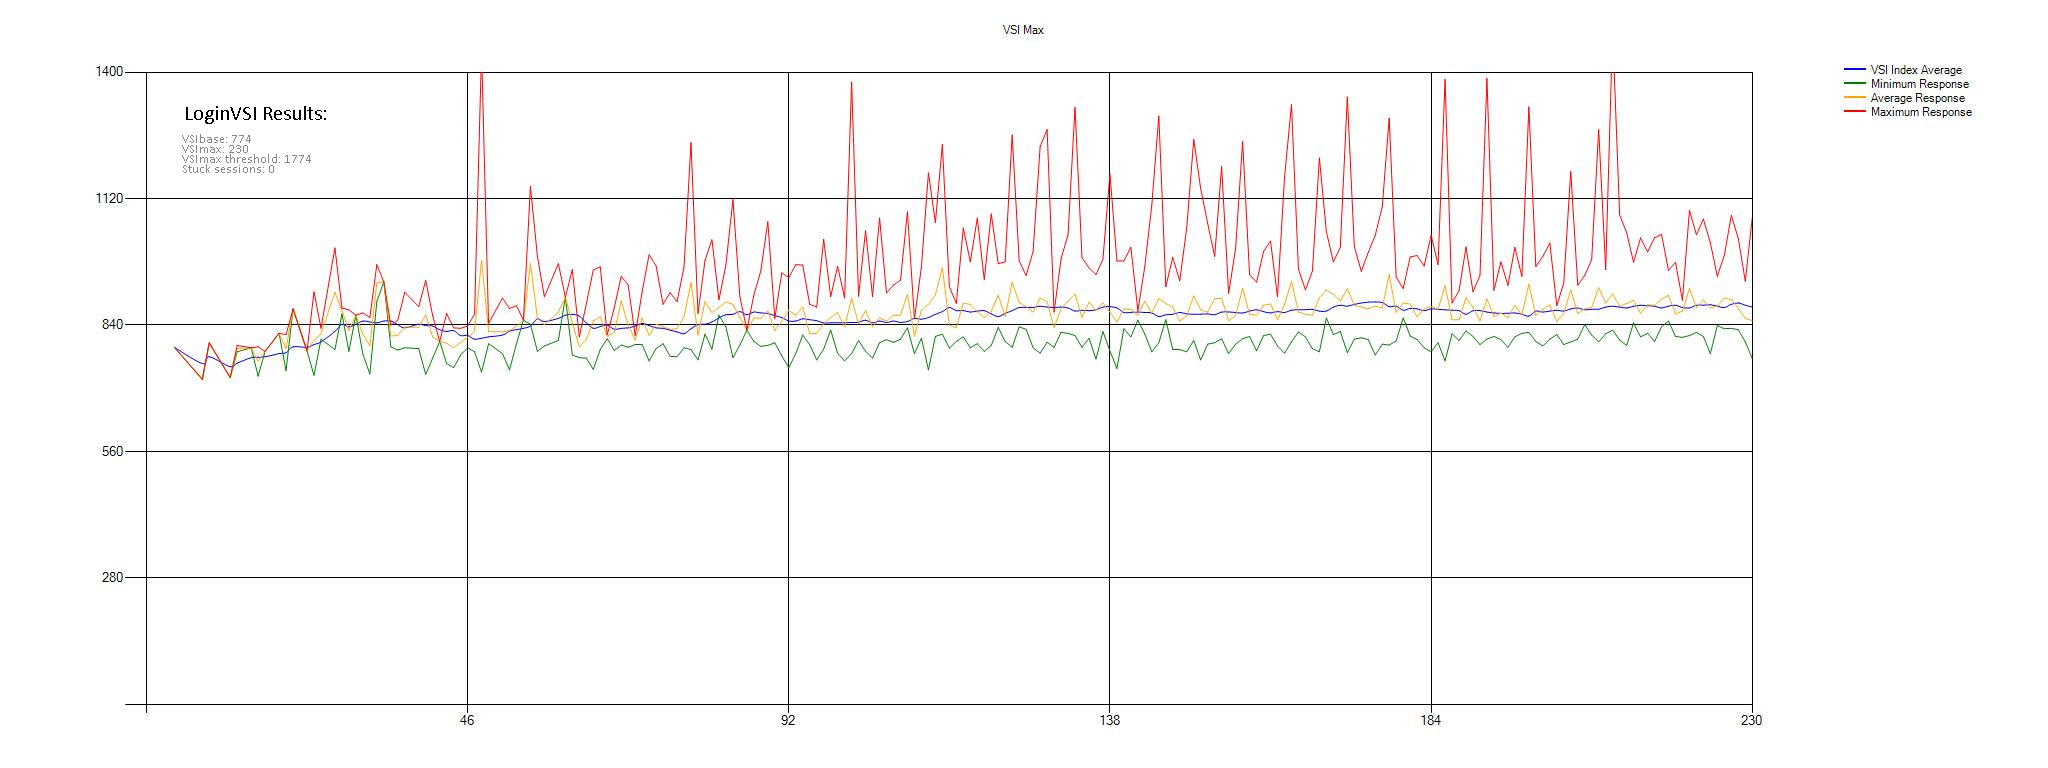 VSI Max
1400
1120
840
560
280
46
92
138
184
230
LoginVSI Results:
VSIbase: 774
VSImax: 230
VSImax threshold: 1774
Stuck sessions: 0
VSI Index Average
Minimum Response
Average Response
Maximum Response